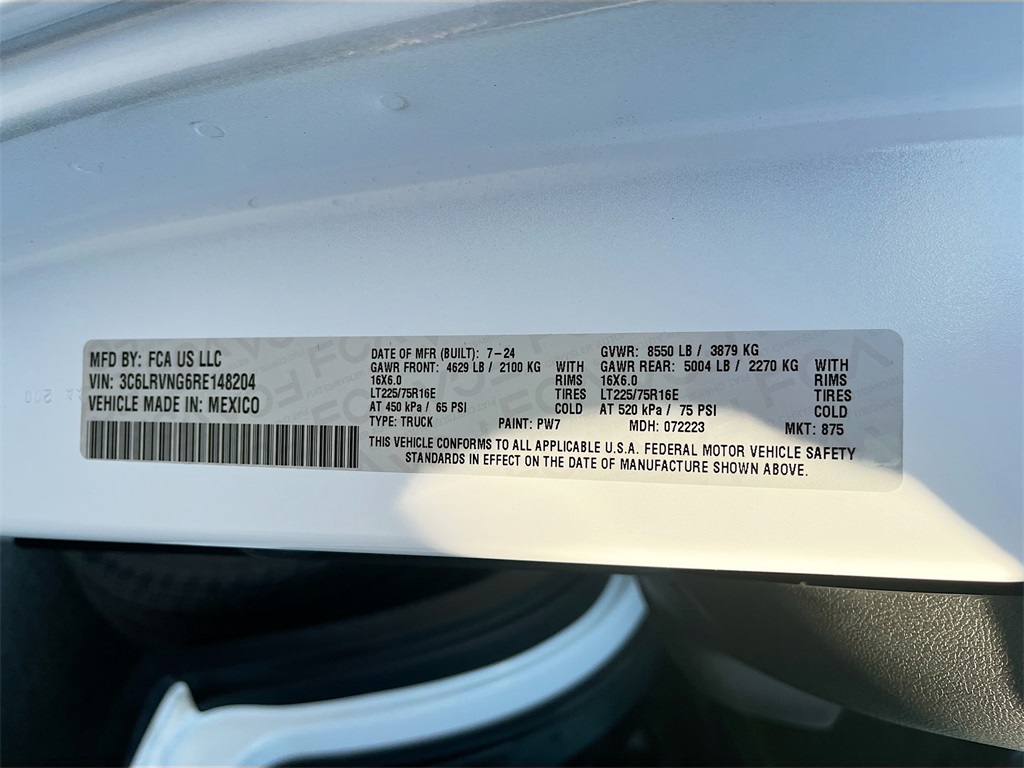 MFD BY: FCA US LLC
VIN: 3C6LRVNG6RE148204
VEHICLE MADE IN: MEXICO
DATE OF MFR (BUILT): 7-24
GAWR FRONT: 4629 LB / 2100 KG WITH
16X6.0 RIMS
LT225/75R16E TIRES
AT 450 kPa / 65 PSI COLD
TYPE: TRUCK PAINT: PW7
GVWR: 8550 LB / 3879 KG
GAWR REAR: 5004 LB / 2270 KG WITH
16X6.0 RIMS
LT225/75R16E TIRES
AT 520 kPa / 75 PSI COLD
MDH: 072223 MKT: 875
THIS VEHICLE CONFORMS TO ALL APPLICABLE U.S.A. FEDERAL MOTOR VEHICLE SAFETY
STANDARDS IN EFFECT ON THE DATE OF MANUFACTURE SHOWN ABOVE.